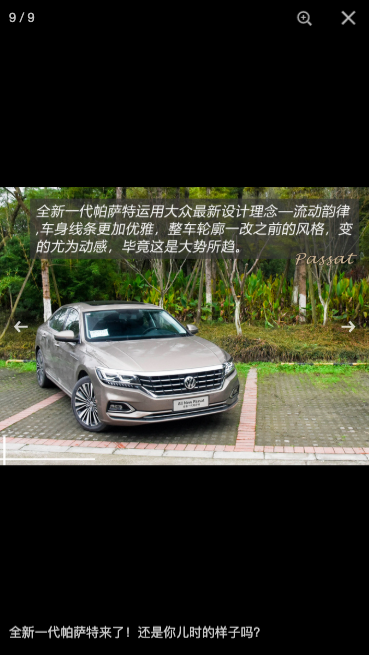 9 / 9
全新一代帕萨特运用大众最新设计理念—流动韵律
,车身线条更加优雅，整车轮廓一改之前的风格，变
的尤为动感，毕竟这是大势所趋。
Passat
All New Passat
全新一代帕萨特来了！还是你儿时的样子吗？